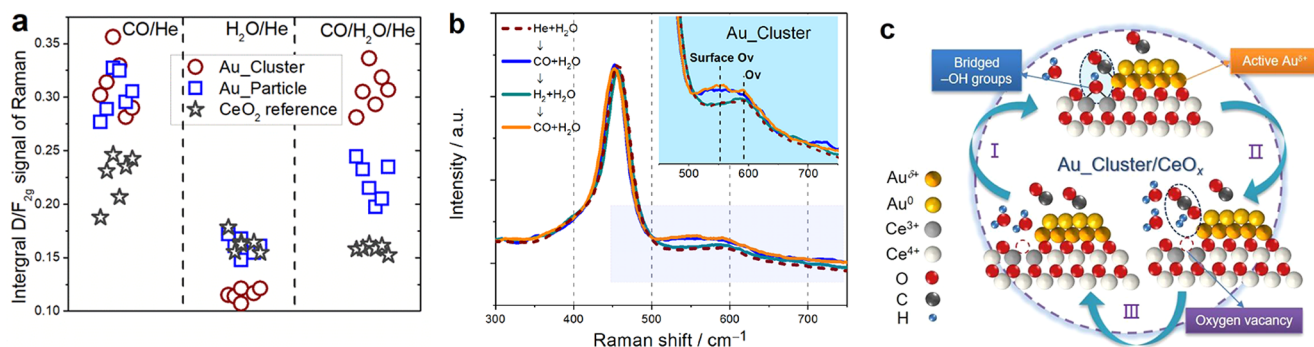 a
CO/He
H₂O/He
CO/H₂O/He
0.35
0.30
0.25
0.20
0.15
0.10
Intergral D/F₂g signal of Raman
Au_Cluster
Au_Particle
CeO₂ reference
b
Intensity / a.u.
He+H₂O
↓
CO+H₂O
↓
H₂+H₂O
↓
CO+H₂O
Au_Cluster
Surface Ov
Ov
500
600
700
300
400
500
600
700
Raman shift / cm⁻¹
c
Bridged
–OH groups
Active Auᵟ⁺
I
II
III
Au_Cluster/CeOₓ
Auᵟ⁺
Au⁰
Ce³⁺
Ce⁴⁺
O
C
H
Oxygen vacancy